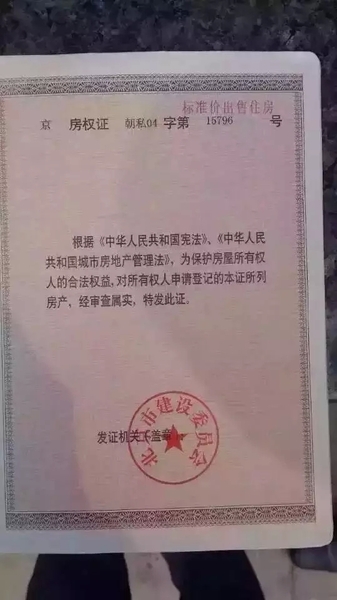 标准价出售住房
京 房权证 朝私04 字第 15796 号
根据《中华人民共和国宪法》、《中华人民
共和国城市房地产管理法》,为保护房屋所有权
人的合法权益,对所有权人申请登记的本证所列
房产,经审查属实,特发此证。
北京市建设委员会
发证机关(盖章)